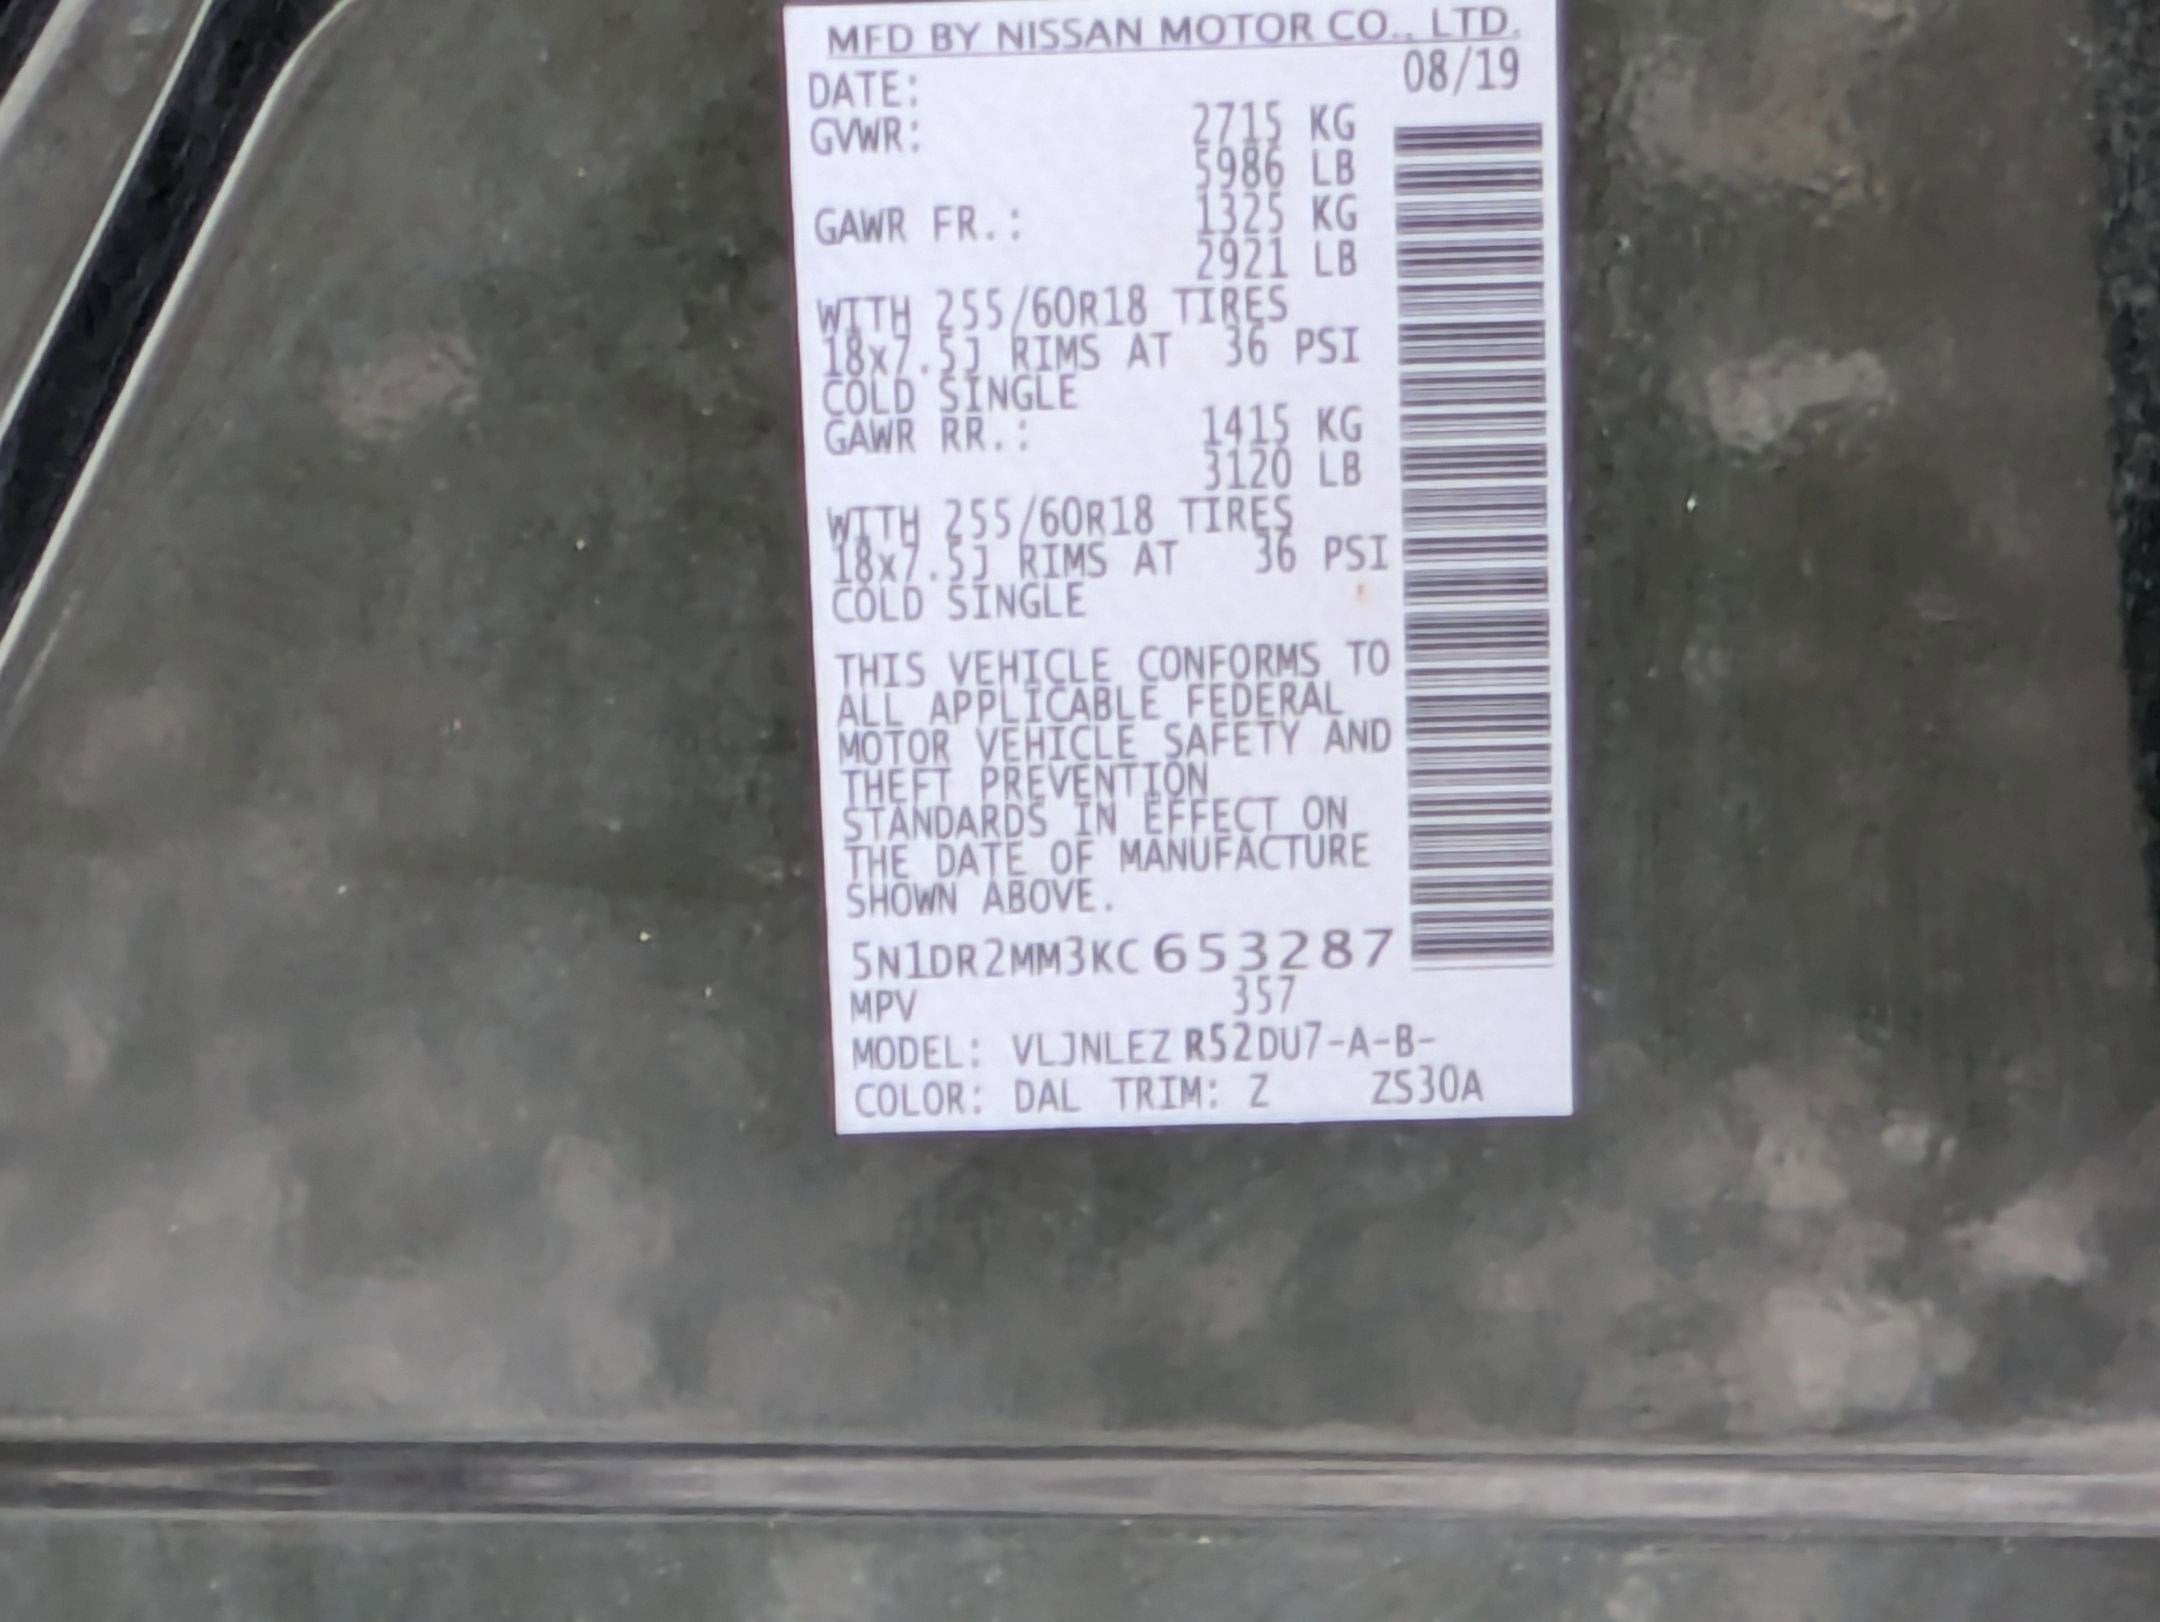 MFD BY NISSAN MOTOR CO., LTD.
DATE: 08/19
GVWR: 2715 KG
5986 LB
GAWR FR.: 1325 KG
2921 LB
WITH 255/60R18 TIRES
18x7.5J RIMS AT 36 PSI
COLD SINGLE
GAWR RR.: 1415 KG
3120 LB
WITH 255/60R18 TIRES
18x7.5J RIMS AT 36 PSI
COLD SINGLE
THIS VEHICLE CONFORMS TO
ALL APPLICABLE FEDERAL
MOTOR VEHICLE SAFETY AND
THEFT PREVENTION
STANDARDS IN EFFECT ON
THE DATE OF MANUFACTURE
SHOWN ABOVE.
5N1DR2MM3KC653287
MPV 357
MODEL: VLJNLEZ R52DU7-A-B-
COLOR: DAL TRIM: Z ZS30A